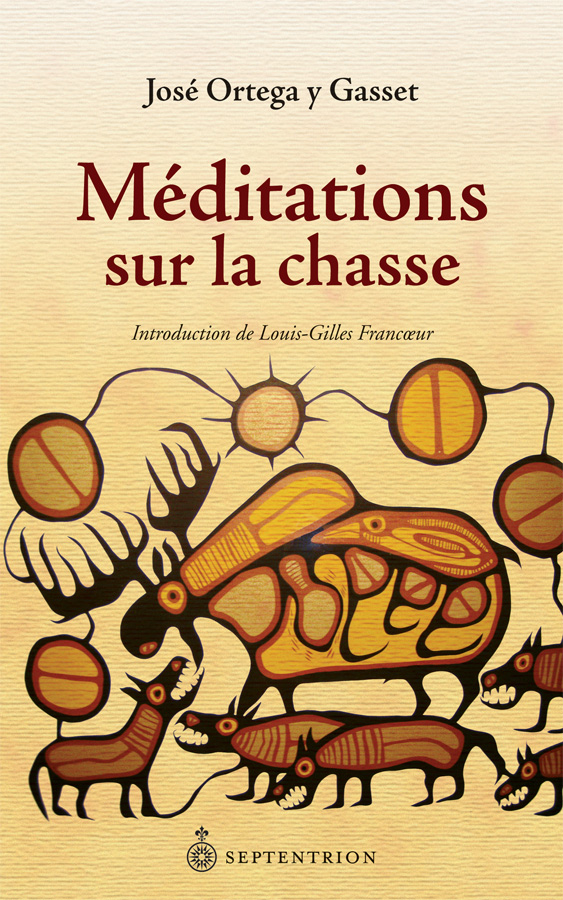 José Ortega y Gasset
Méditations
sur la chasse
Introduction de Louis-Gilles Francœur
SEPTENTRION